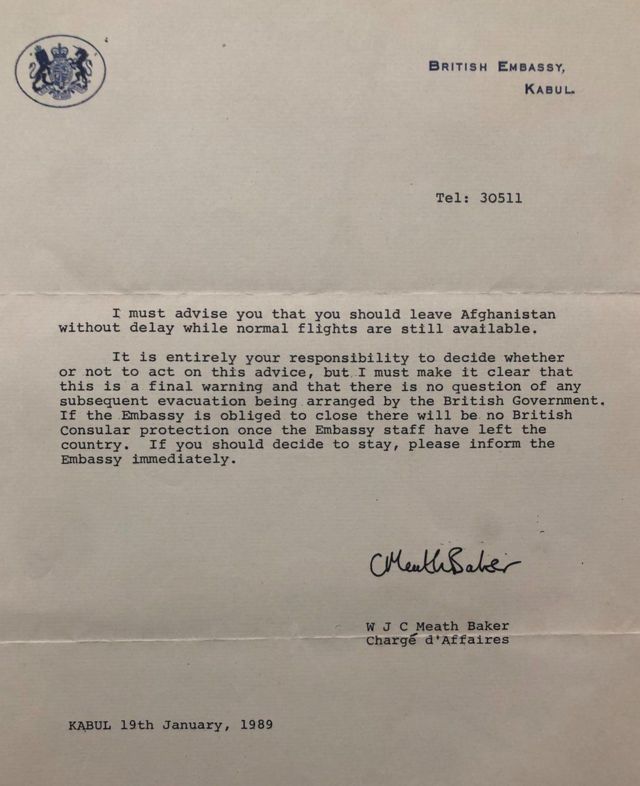 BRITISH EMBASSY,
KABUL.
Tel: 30511
I must advise you that you should leave Afghanistan
without delay while normal flights are still available.
It is entirely your responsibility to decide whether
or not to act on this advice, but I must make it clear that
this is a final warning and that there is no question of any
subsequent evacuation being arranged by the British Government.
If the Embassy is obliged to close there will be no British
Consular protection once the Embassy staff have left the
country. If you should decide to stay, please inform the
Embassy immediately.
CMeath Baker
W J C Meath Baker
Chargé d'Affaires
KABUL 19th January, 1989